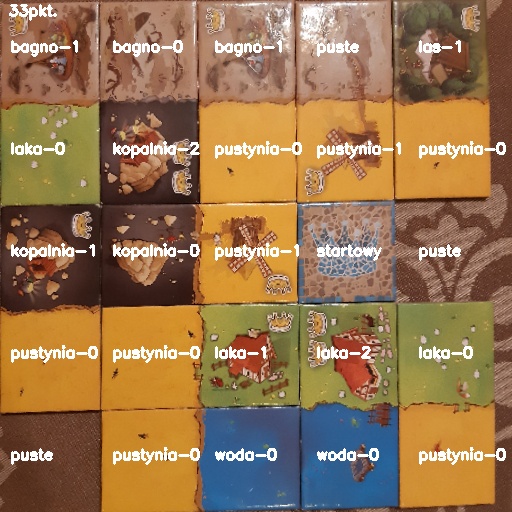 33pkt.
bagno-1 bagno-0 bagno-1 puste las-1
laka-0 kopalnia-2 pustynia-0 pustynia-1 pustynia-0
kopalnia-1 kopalnia-0 pustynia-1 startowy puste
pustynia-0 pustynia-0 laka-1 laka-2 laka-0
puste pustynia-0 woda-0 woda-0 pustynia-0